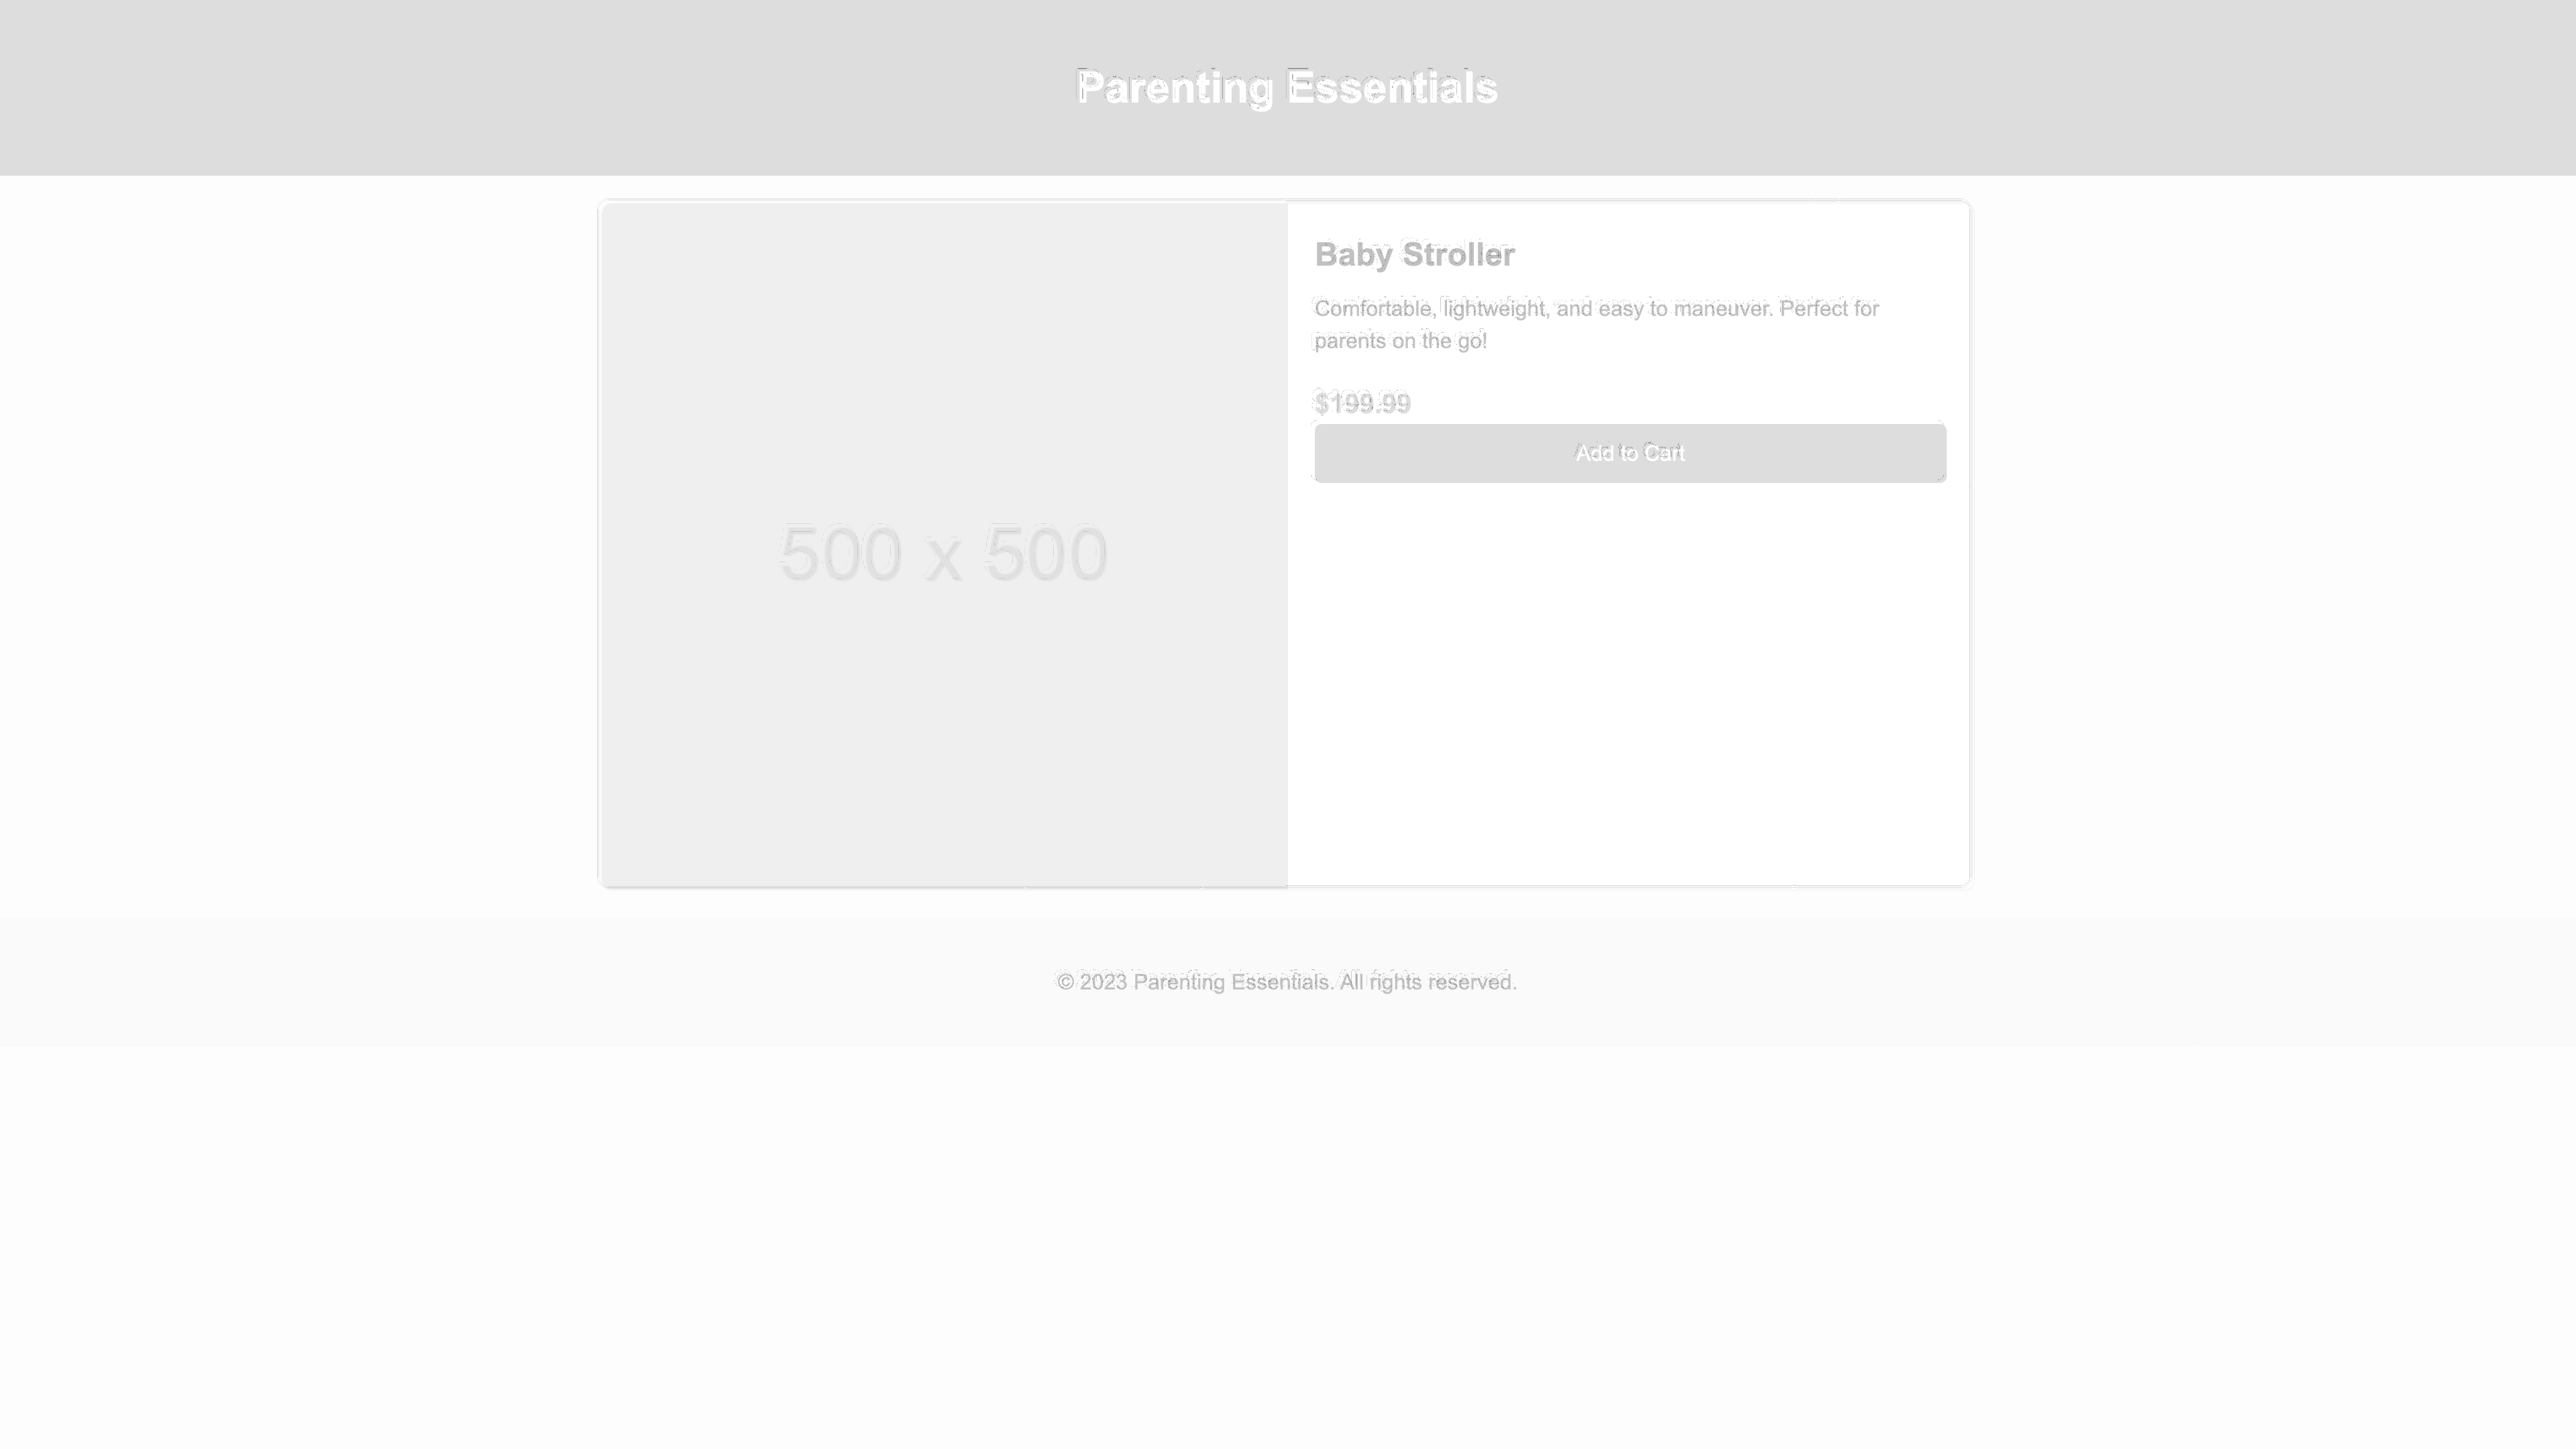 Parenting Essentials
500 x 500
Baby Stroller
Comfortable, lightweight, and easy to maneuver. Perfect for
parents on the go!
$199.99
Add to Cart
© 2023 Parenting Essentials. All rights reserved.